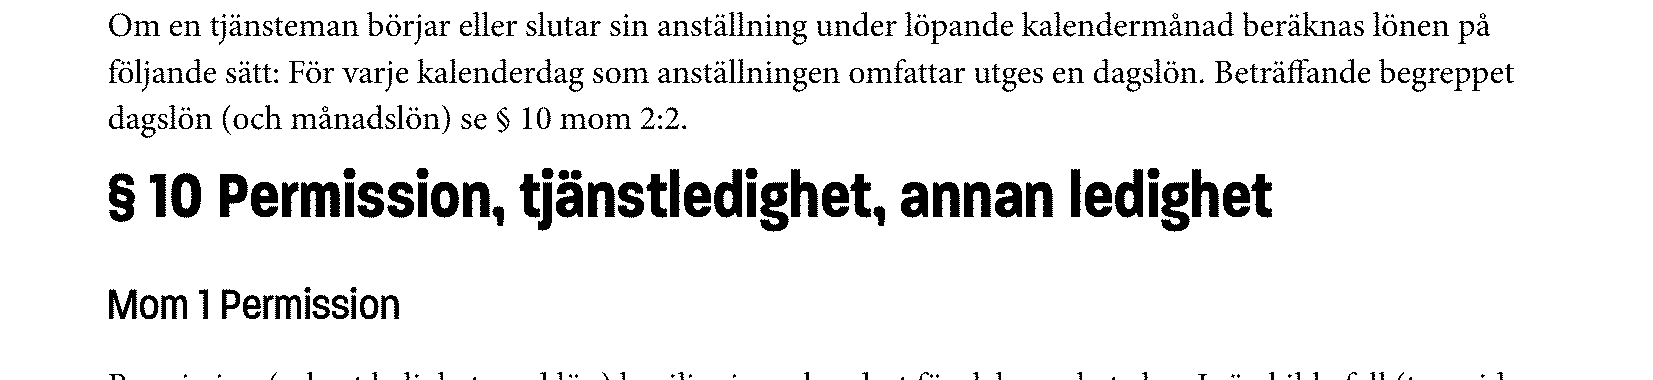 Om en tjänsteman börjar eller slutar sin anställning under löpande kalendermånad beräknas lönen på
följande sätt: För varje kalenderdag som anställningen omfattar utges en dagslön. Beträffande begreppet
dagslön (och månadslön) se § 10 mom 2:2.
§ 10 Permission, tjänstledighet, annan ledighet
Mom 1 Permission